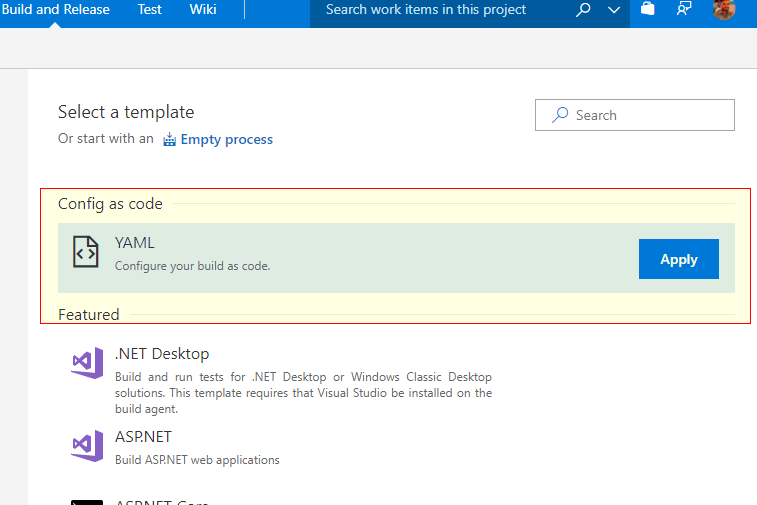 Build and Release Test Wiki Search work items in this project
Select a template
Or start with an Empty process
Search
Config as code
YAML
Configure your build as code.
Apply
Featured
.NET Desktop
Build and run tests for .NET Desktop or Windows Classic Desktop
solutions. This template requires that Visual Studio be installed on the
build agent.
ASP.NET
Build ASP.NET web applications
ASP.NET Core